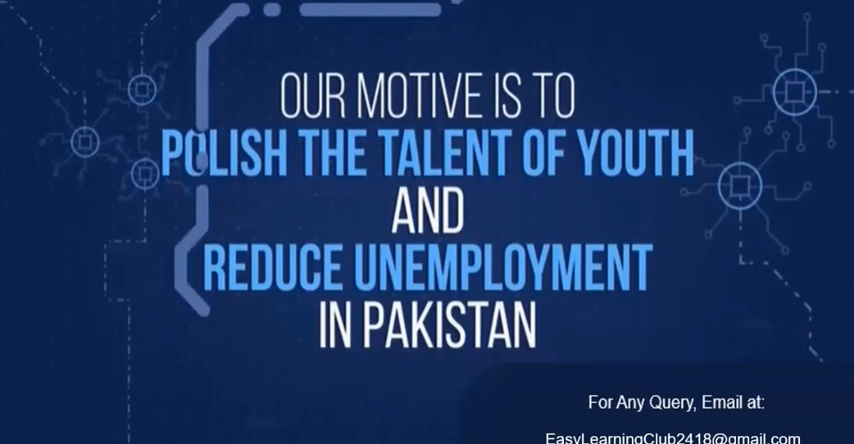 OUR MOTIVE IS TO
POLISH THE TALENT OF YOUTH
AND
REDUCE UNEMPLOYMENT
IN PAKISTAN
For Any Query, Email at:
EasyLearningClub2418@gmail.com